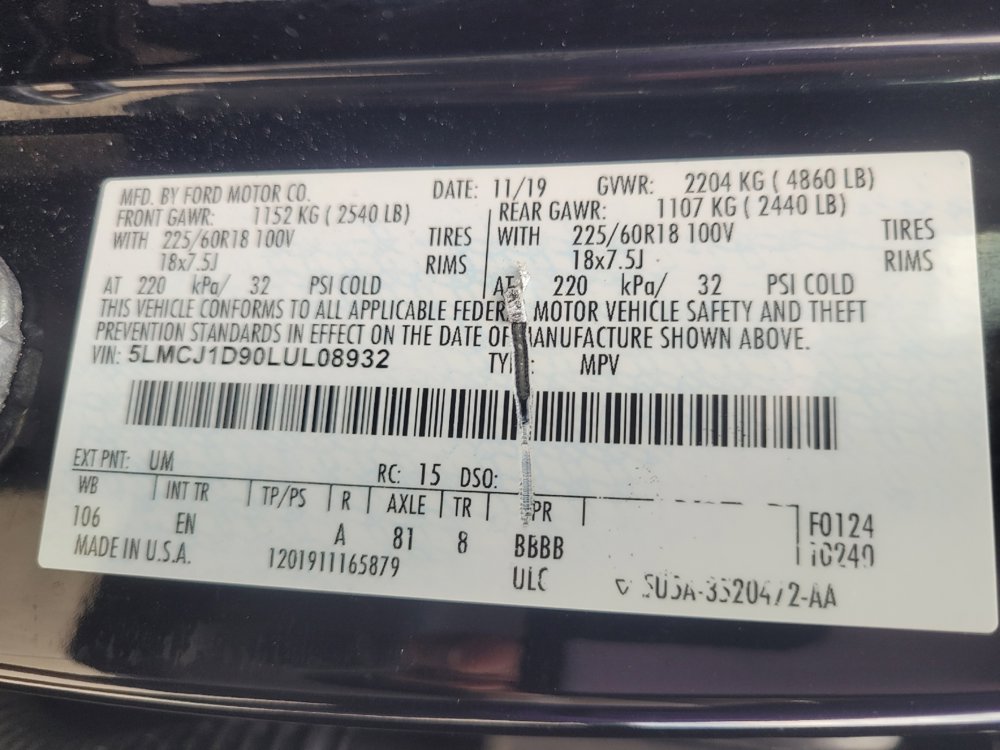 MFD. BY FORD MOTOR CO. DATE: 11/19 GVWR: 2204 KG ( 4860 LB)
FRONT GAWR: 1152 KG ( 2540 LB) REAR GAWR: 1107 KG ( 2440 LB)
WITH 225/60R18 100V TIRES WITH 225/60R18 100V TIRES
18x7.5J RIMS 18x7.5J RIMS
AT 220 kPa/ 32 PSI COLD AT 220 kPa/ 32 PSI COLD
THIS VEHICLE CONFORMS TO ALL APPLICABLE FEDERAL MOTOR VEHICLE SAFETY AND THEFT
PREVENTION STANDARDS IN EFFECT ON THE DATE OF MANUFACTURE SHOWN ABOVE.
VIN: 5LMCJ1D90LUL08932 TYPE: MPV
EXT PNT: UM RC: 15 DSO:
WB INT TR TP/PS R AXLE TR SPR
106 EN A 81 8 BBBB F0124
MADE IN U.S.A. 1201911165879 ULC